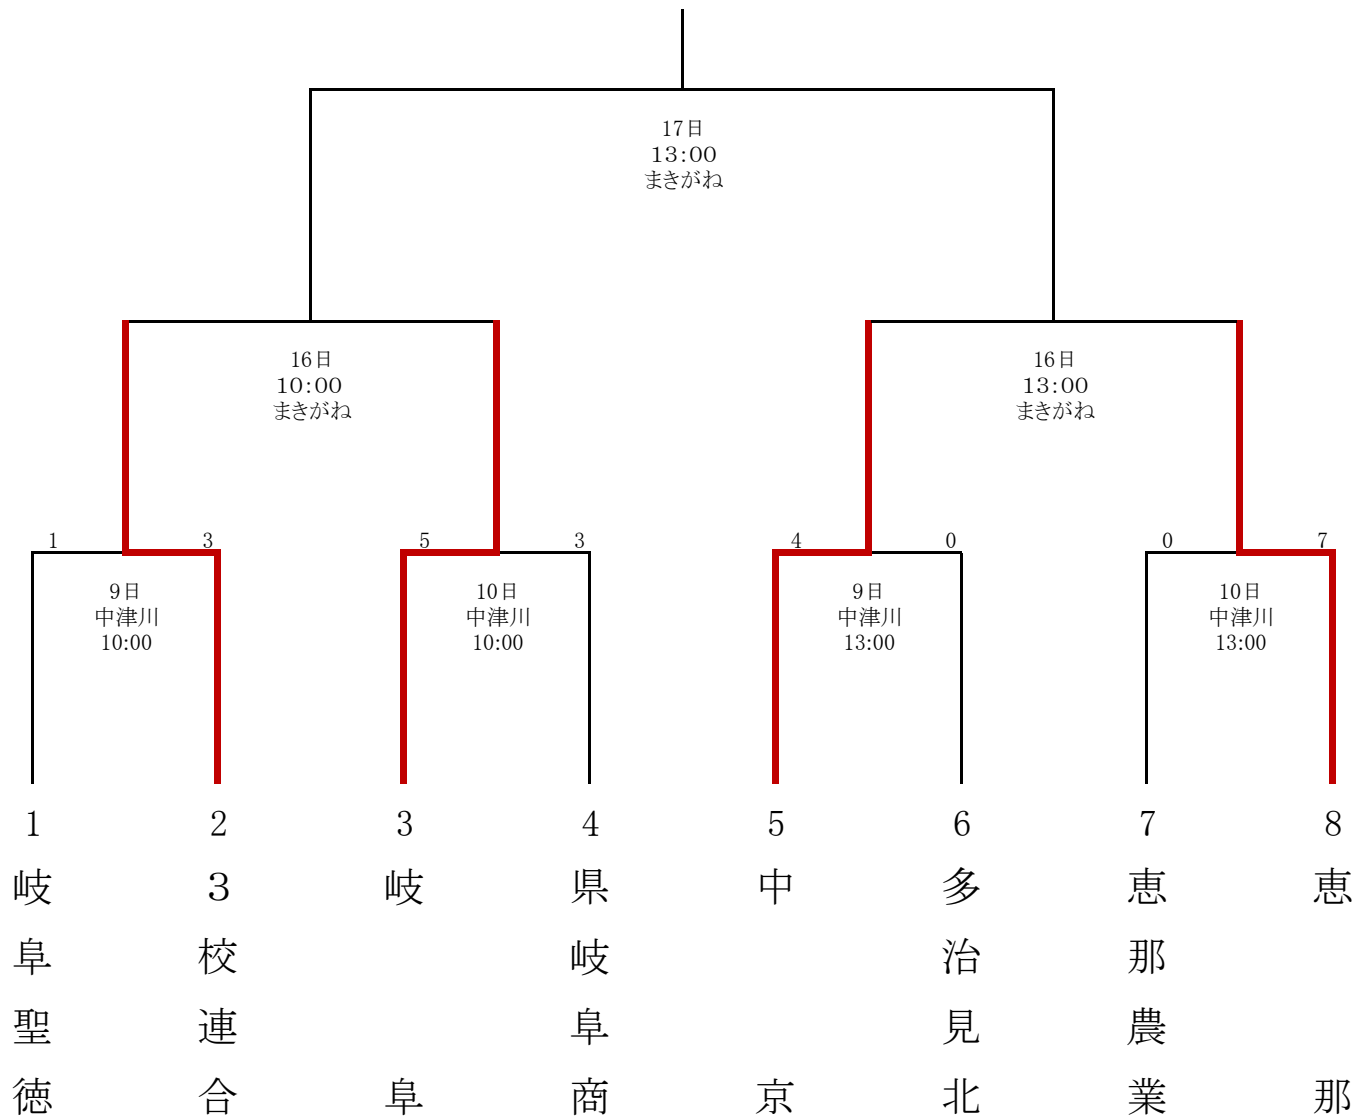 17日
13:00
まきがね
16日
10:00
まきがね
16日
13:00
まきがね
1
3
5
3
4
0
0
7
9日
中津川
10:00
10日
中津川
10:00
9日
中津川
13:00
10日
中津川
13:00
1
岐阜聖徳
2
３校連合
3
岐阜
4
県岐阜商
5
中京
6
多治見北
7
恵那農業
8
恵那